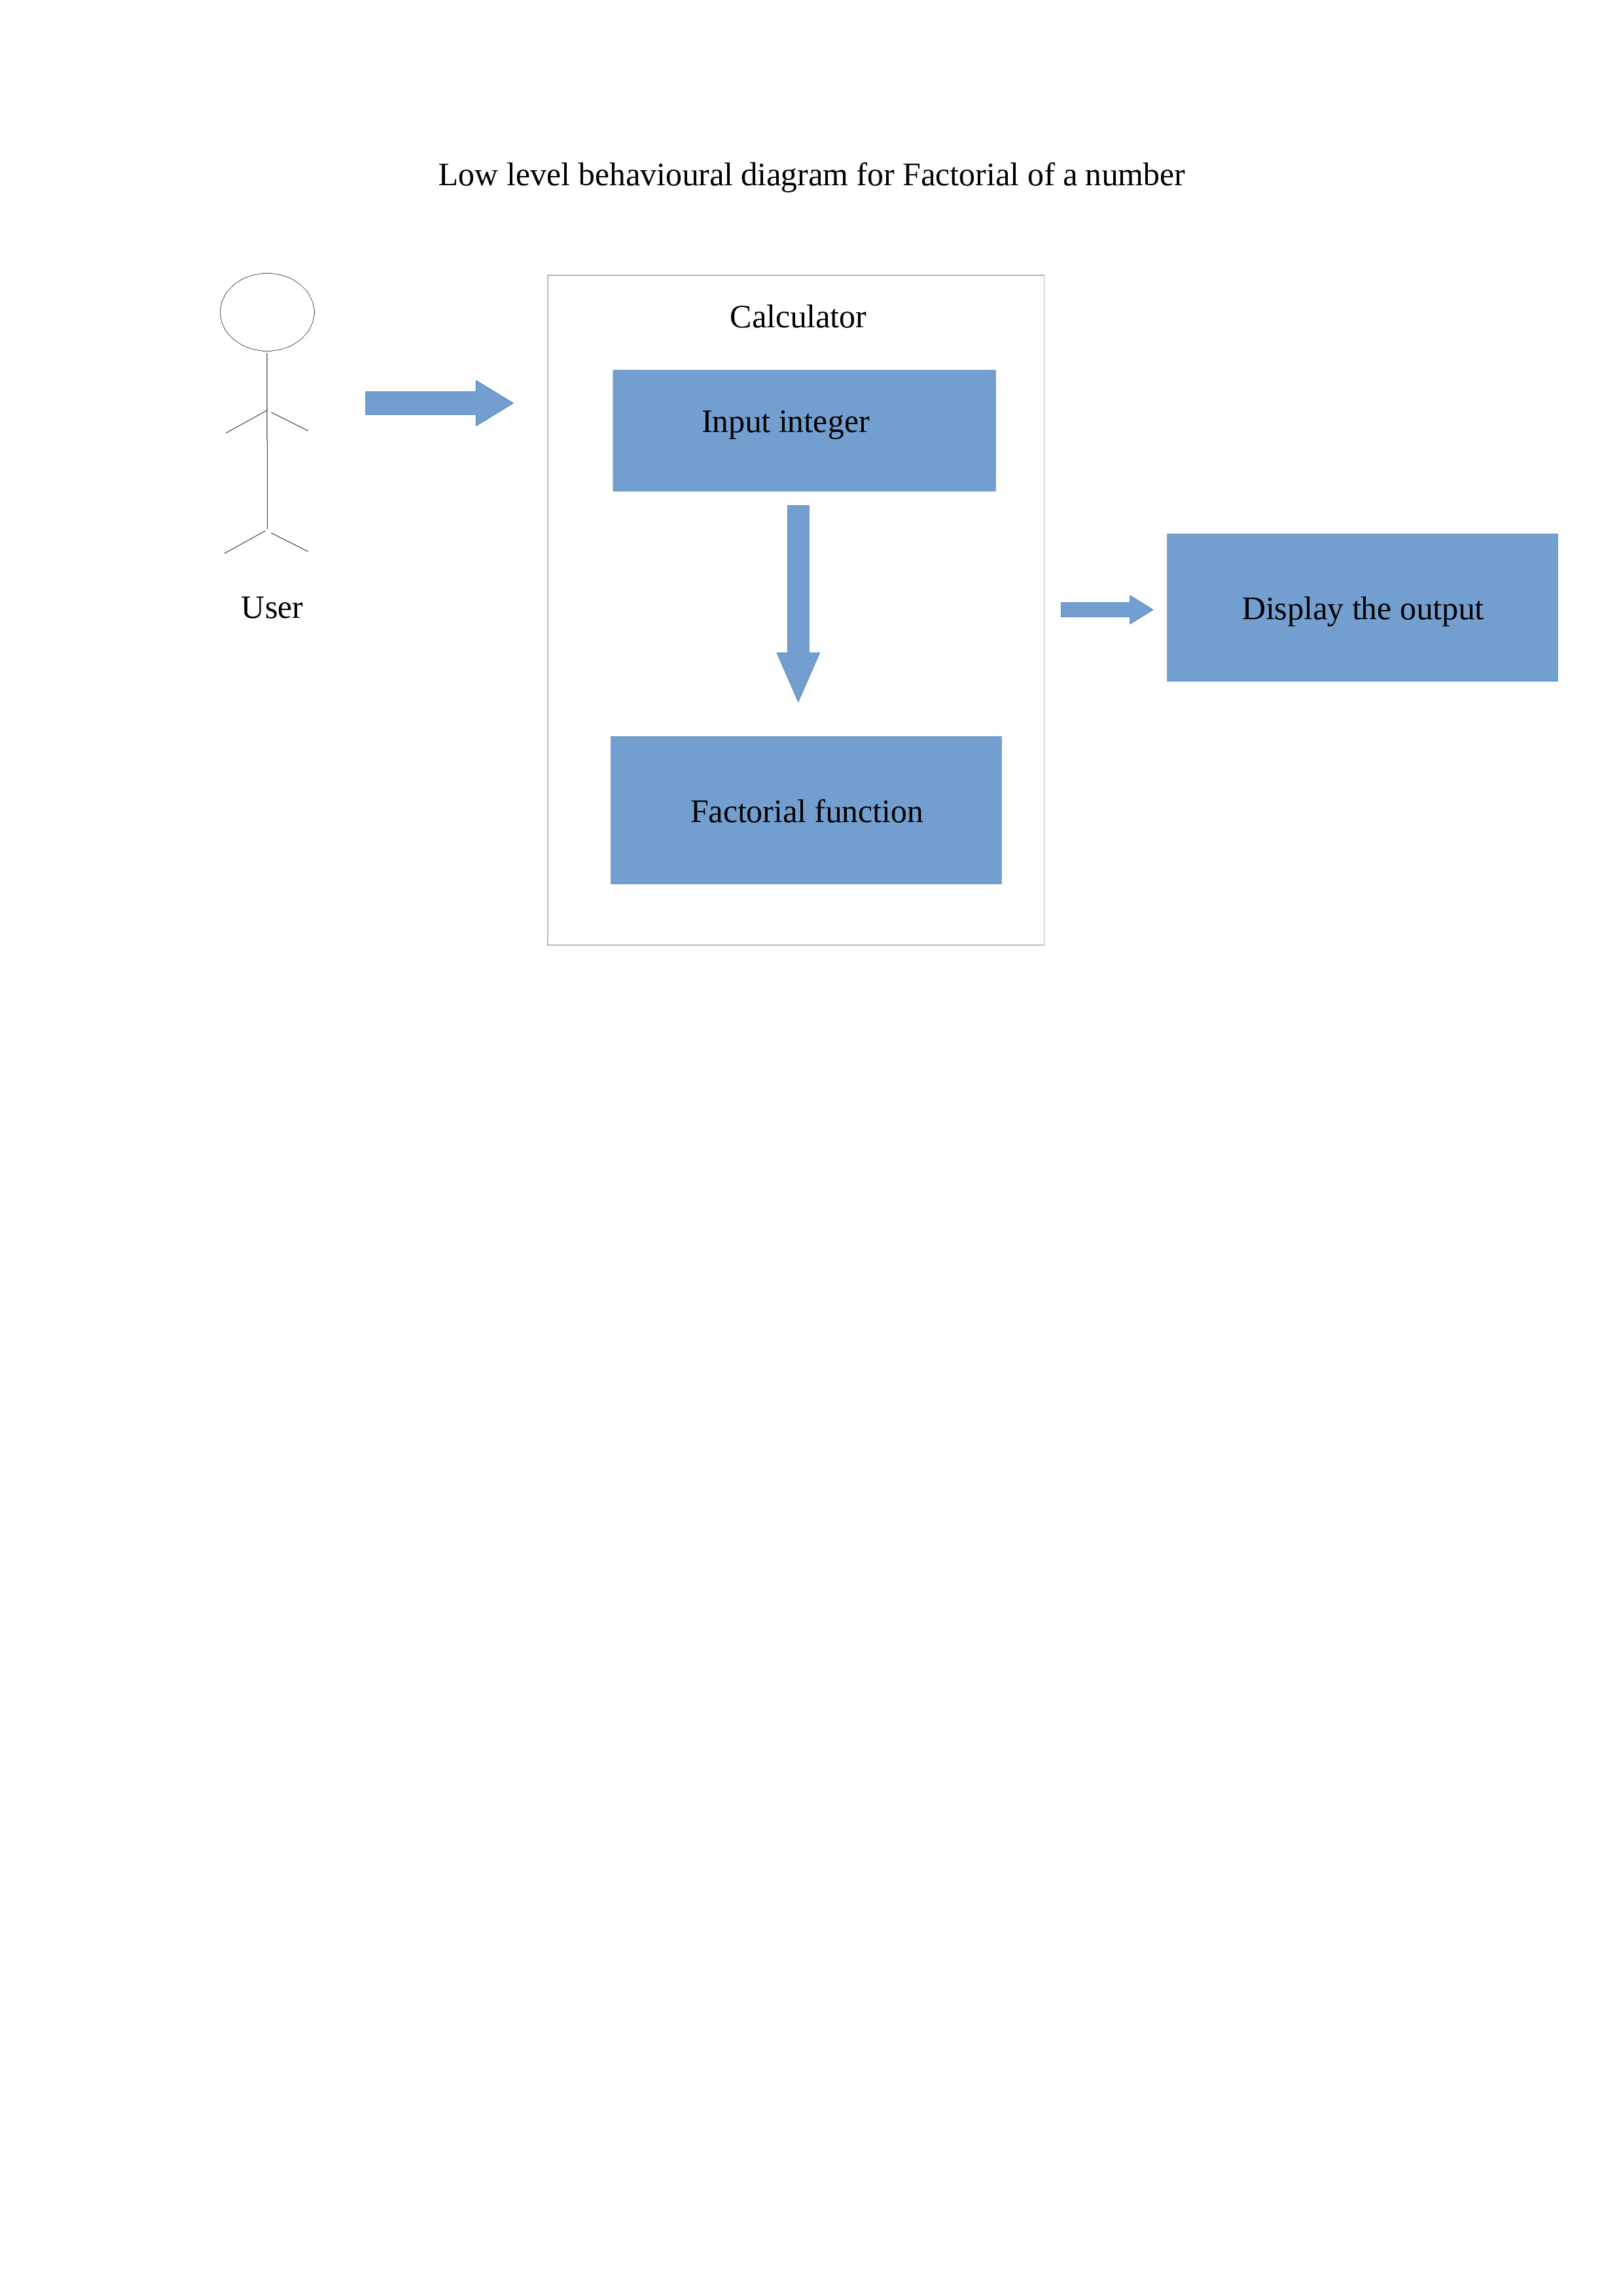 Low level behavioural diagram for Factorial of a number
Calculator
Input integer
User
Display the output
Factorial function